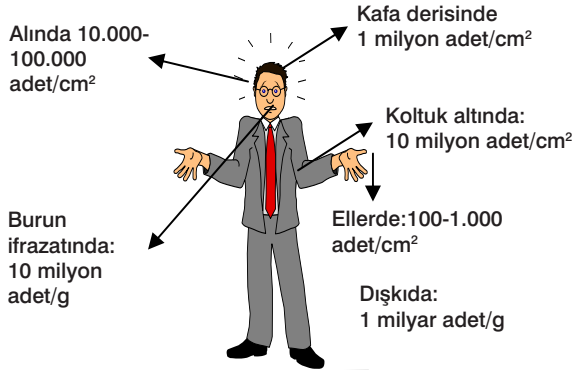 Alında 10.000-
100.000
adet/cm²
Kafa derisinde
1 milyon adet/cm²
Koltuk altında:
10 milyon adet/cm²
Burun
ifrazatında:
10 milyon
adet/g
Ellerde:100-1.000
adet/cm²
Dışkıda:
1 milyar adet/g